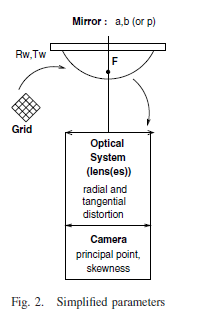 Mirror : a,b (or p)
Rw,Tw
F
Grid
Optical
System
(lens(es))
radial and
tangential
distortion
Camera
principal point,
skewness
Fig. 2. Simplified parameters